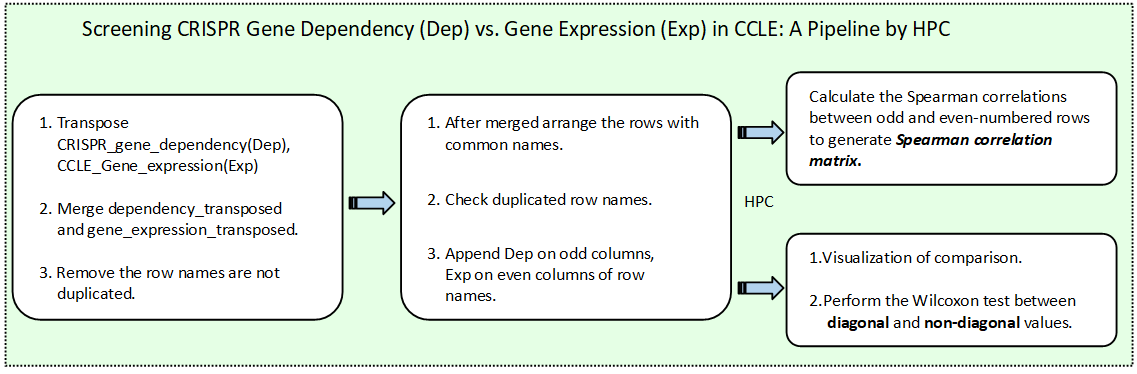 Screening CRISPR Gene Dependency (Dep) vs. Gene Expression (Exp) in CCLE: A Pipeline by HPC
1. Transpose
CRISPR_gene_dependency(Dep),
CCLE_Gene_expression(Exp)
2. Merge dependency_transposed
and gene_expression_transposed.
3. Remove the row names are not
duplicated.
1. After merged arrange the rows with
common names.
2. Check duplicated row names.
3. Append Dep on odd columns,
Exp on even columns of row
names.
HPC
Calculate the Spearman correlations
between odd and even-numbered rows
to generate Spearman correlation
matrix.
1.Visualization of comparison.
2.Perform the Wilcoxon test between
diagonal and non-diagonal values.